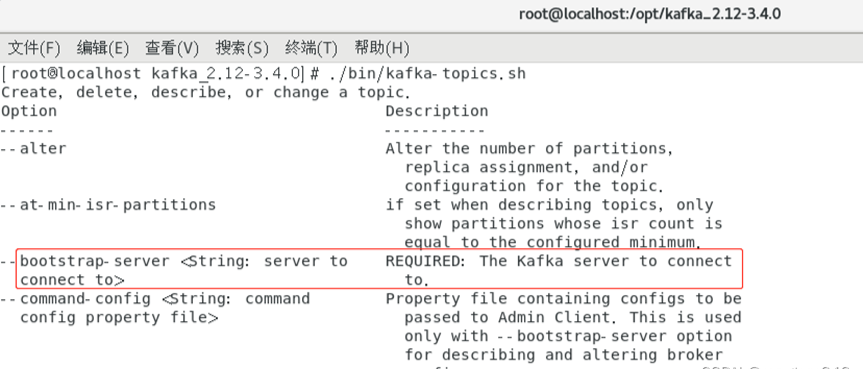 root@localhost:/opt/kafka_2.12-3.4.0
文件(F) 编辑(E) 查看(V) 搜索(S) 终端(T) 帮助(H)
[root@localhost kafka_2.12-3.4.0]# ./bin/kafka-topics.sh
Create, delete, describe, or change a topic.
Option Description
------ -----------
--alter Alter the number of partitions,
replica assignment, and/or
configuration for the topic.
--at-min-isr-partitions if set when describing topics, only
show partitions whose isr count is
equal to the configured minimum.
--bootstrap-server <String: server to REQUIRED: The Kafka server to connect
connect to> to.
--command-config <String: command Property file containing configs to be
config property file> passed to Admin Client. This is used
only with --bootstrap-server option
for describing and altering broker